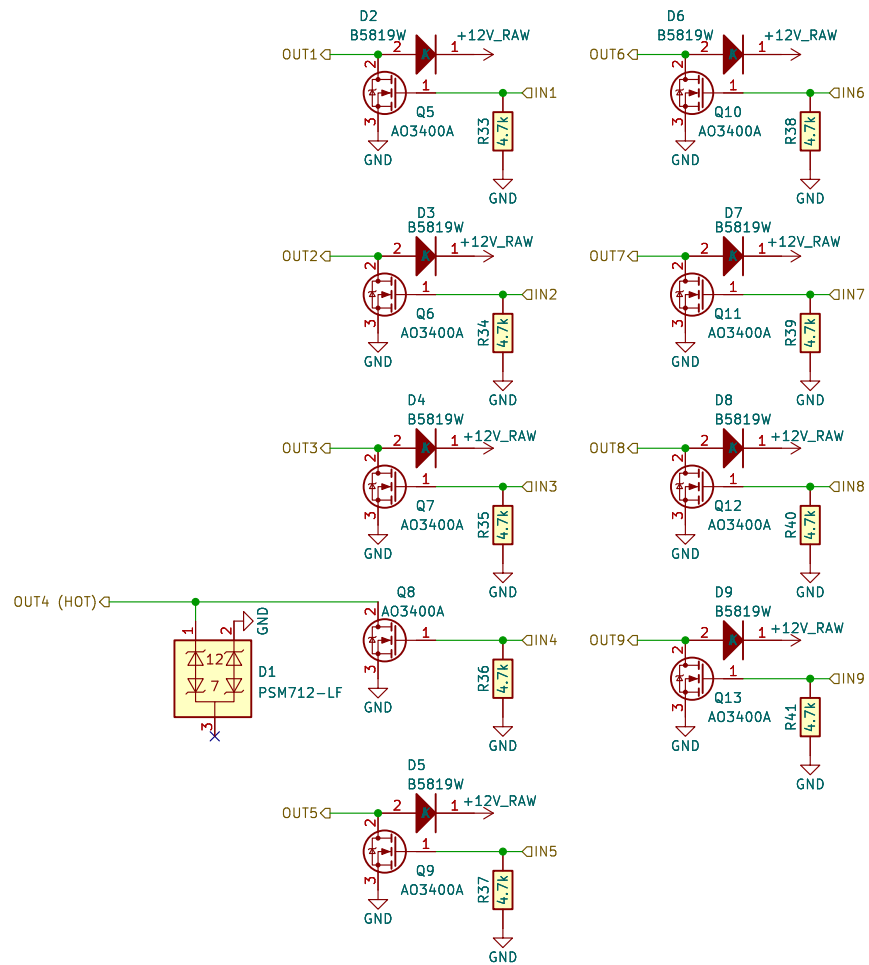 D2
B5819W
OUT1
2
1
+12V_RAW
2
1
IN1
Q5
AO3400A
3
GND
R33
4.7k
GND
D6
B5819W
OUT6
2
1
+12V_RAW
2
1
IN6
Q10
AO3400A
3
GND
R38
4.7k
GND
D3
B5819W
OUT2
2
1
+12V_RAW
2
1
IN2
Q6
AO3400A
3
GND
R34
4.7k
GND
D7
B5819W
OUT7
2
1
+12V_RAW
2
1
IN7
Q11
AO3400A
3
GND
R39
4.7k
GND
D4
B5819W
OUT3
2
1
+12V_RAW
2
1
IN3
Q7
AO3400A
3
GND
R35
4.7k
GND
D8
B5819W
OUT8
2
1
+12V_RAW
2
1
IN8
Q12
AO3400A
3
GND
R40
4.7k
GND
OUT4 (HOT)
Q8
AO3400A
2
1
IN4
3
GND
R36
4.7k
GND
1
2
GND
12
7
D1
PSM712-LF
3
D9
B5819W
OUT9
2
1
+12V_RAW
2
1
IN9
Q13
AO3400A
3
GND
R41
4.7k
GND
D5
B5819W
OUT5
2
1
+12V_RAW
2
1
IN5
Q9
AO3400A
3
GND
R37
4.7k
GND